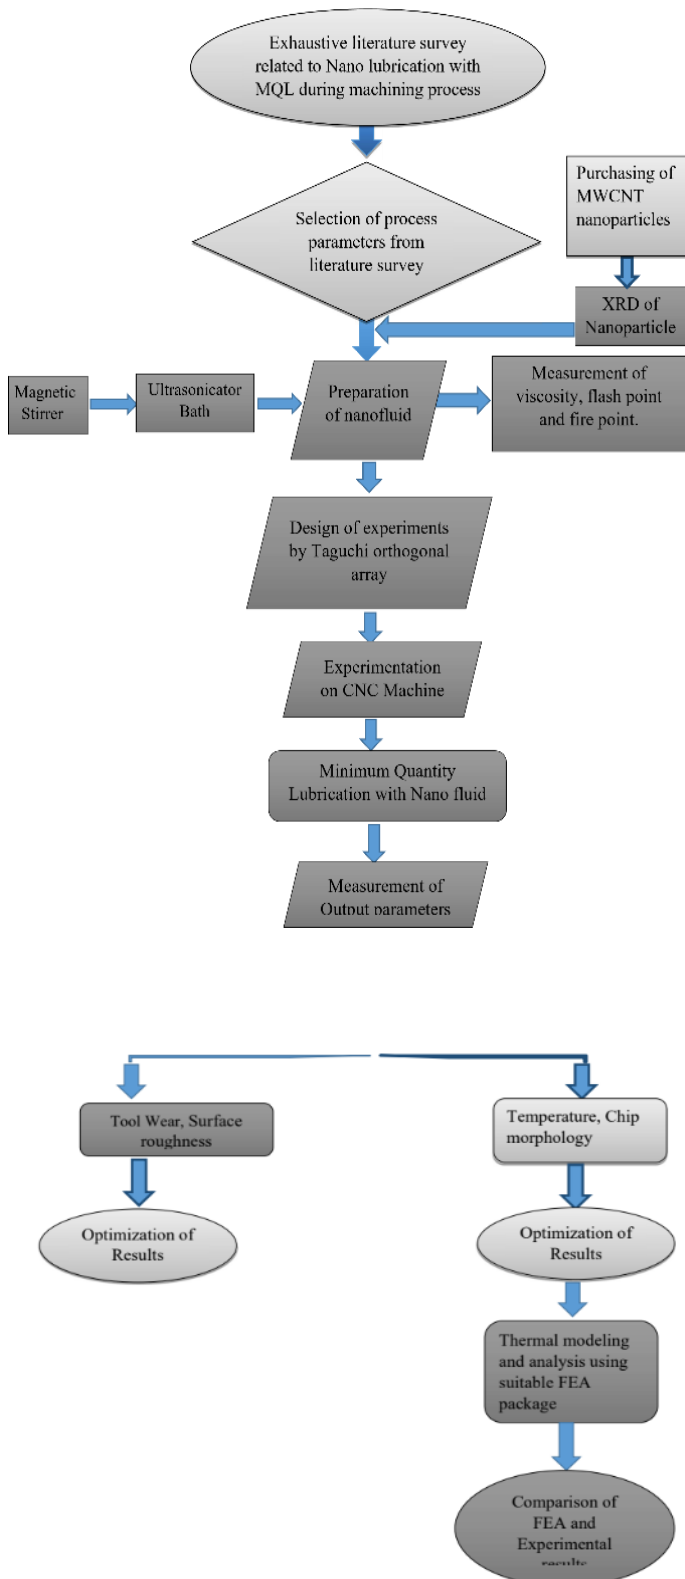 Exhaustive literature survey
related to Nano lubrication with
MQL during machining process
Purchasing of
MWCNT
nanoparticles
Selection of process
parameters from
literature survey
XRD of
Nanoparticle
Magnetic
Stirrer
Ultrasonicator
Bath
Preparation
of nanofluid
Measurement of
viscosity, flash point
and fire point.
Design of experiments
by Taguchi orthogonal
array
Experimentation
on CNC Machine
Minimum Quantity
Lubrication with Nano fluid
Measurement of
Output parameters
Tool Wear, Surface
roughness
Temperature, Chip
morphology
Optimization of
Results
Optimization of
Results
Thermal modeling
and analysis using
suitable FEA
package
Comparison of
FEA and
Experimental
results